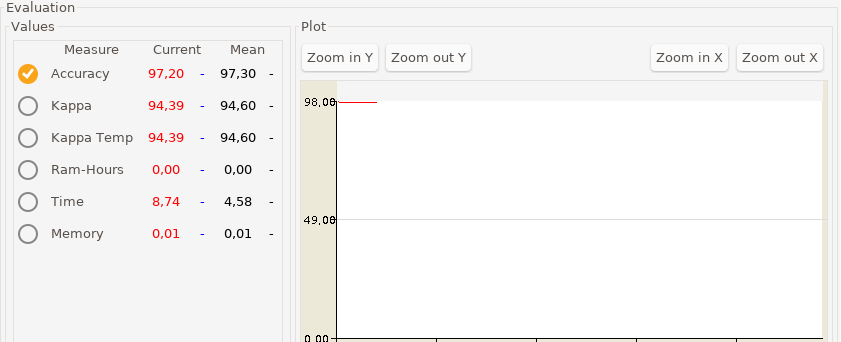 Evaluation
Values
Measure Current Mean
Accuracy 97,20 - 97,30 -
Kappa 94,39 - 94,60 -
Kappa Temp 94,39 - 94,60 -
Ram-Hours 0,00 - 0,00 -
Time 8,74 - 4,58 -
Memory 0,01 - 0,01 -
Plot
Zoom in Y Zoom out Y Zoom in X Zoom out X
98,00
49,00
0,00